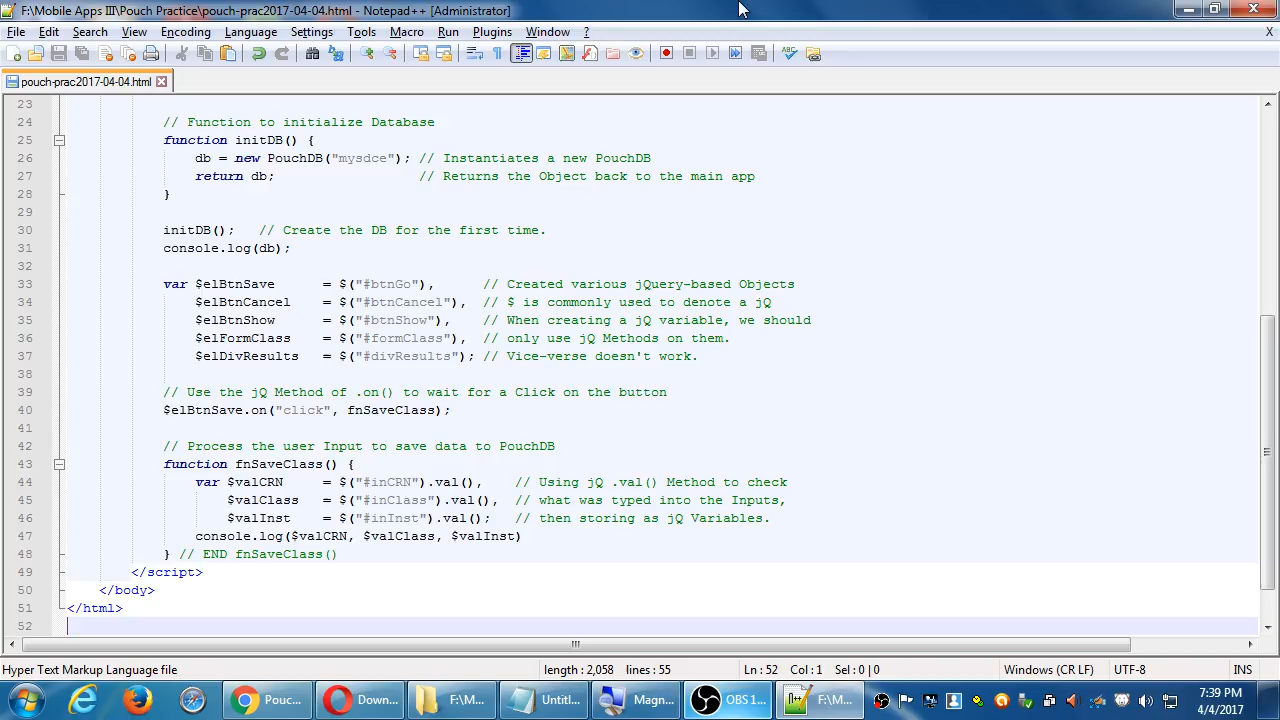 F:\Mobile Apps III\Pouch Practice\pouch-prac2017-04-04.html - Notepad++ [Administrator]
File Edit Search View Encoding Language Settings Tools Macro Run Plugins Window ? X
pouch-prac2017-04-04.html
23
24 // Function to initialize Database
25 function initDB() {
26 db = new PouchDB("mysdce"); // Instantiates a new PouchDB
27 return db; // Returns the Object back to the main app
28 }
29
30 initDB(); // Create the DB for the first time.
31 console.log(db);
32
33 var $elBtnSave = $("#btnGo"), // Created various jQuery-based Objects
34 $elBtnCancel = $("#btnCancel"), // $ is commonly used to denote a jQ
35 $elBtnShow = $("#btnShow"), // When creating a jQ variable, we should
36 $elFormClass = $("#formClass"), // only use jQ Methods on them.
37 $elDivResults = $("#divResults"); // Vice-verse doesn't work.
38
39 // Use the jQ Method of .on() to wait for a Click on the button
40 $elBtnSave.on("click", fnSaveClass);
41
42 // Process the user Input to save data to PouchDB
43 function fnSaveClass() {
44 var $valCRN = $("#inCRN").val(), // Using jQ .val() Method to check
45 $valClass = $("#inClass").val(), // what was typed into the Inputs,
46 $valInst = $("#inInst").val(); // then storing as jQ Variables.
47 console.log($valCRN, $valClass, $valInst)
48 } // END fnSaveClass()
49 </script>
50 </body>
51 </html>
52
Hyper Text Markup Language file length : 2,058 lines : 55 Ln : 52 Col : 1 Sel : 0 | 0 Windows (CR LF) UTF-8 INS
Pouc... Down... F:\M... Untitl... Magn... OBS 1... F:\M... 7:39 PM
4/4/2017